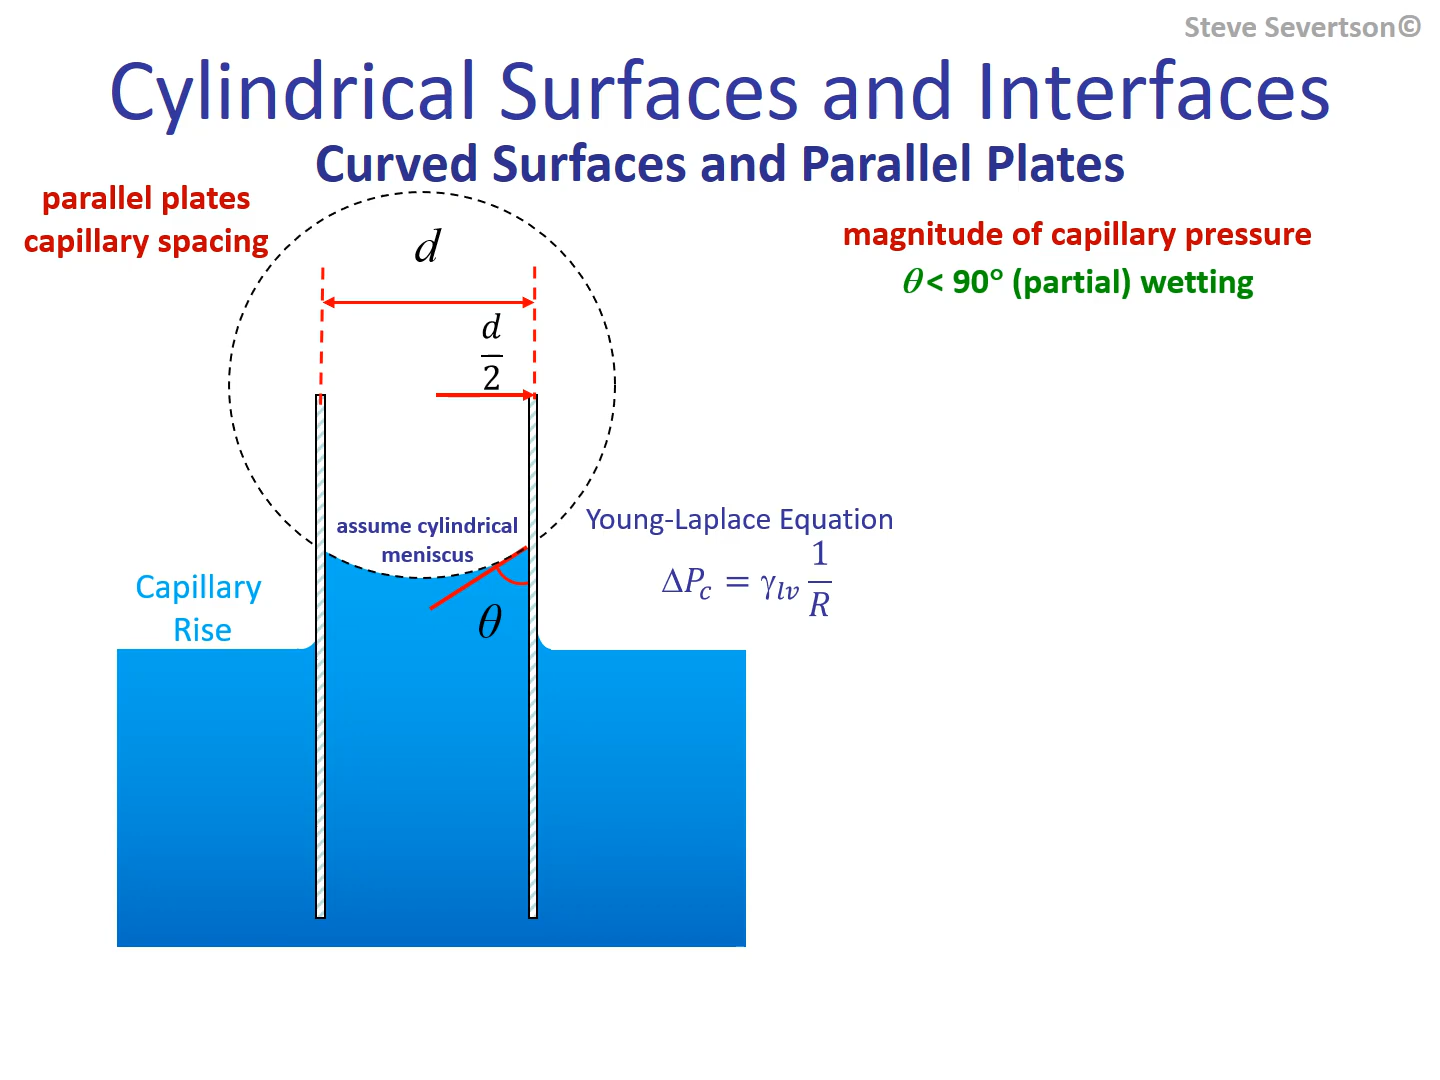 Steve Severtson©
Cylindrical Surfaces and Interfaces
Curved Surfaces and Parallel Plates
parallel plates
capillary spacing
d
d
2
magnitude of capillary pressure
θ < 90° (partial) wetting
assume cylindrical
meniscus
θ
Capillary
Rise
Young-Laplace Equation
ΔP_c = γ_lv 1/R